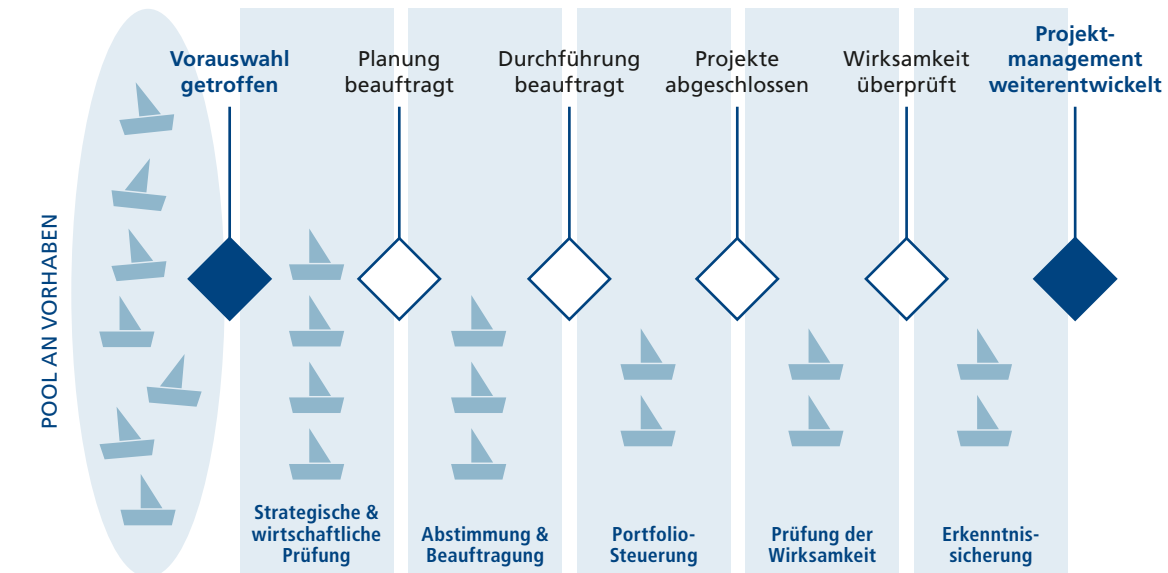 POOL AN VORHABEN
Vorauswahl
getroffen
Planung
beauftragt
Durchführung
beauftragt
Projekte
abgeschlossen
Wirksamkeit
überprüft
Projekt-
management
weiterentwickelt
Strategische &
wirtschaftliche
Prüfung
Abstimmung &
Beauftragung
Portfolio-
Steuerung
Prüfung der
Wirksamkeit
Erkenntnis-
sicherung